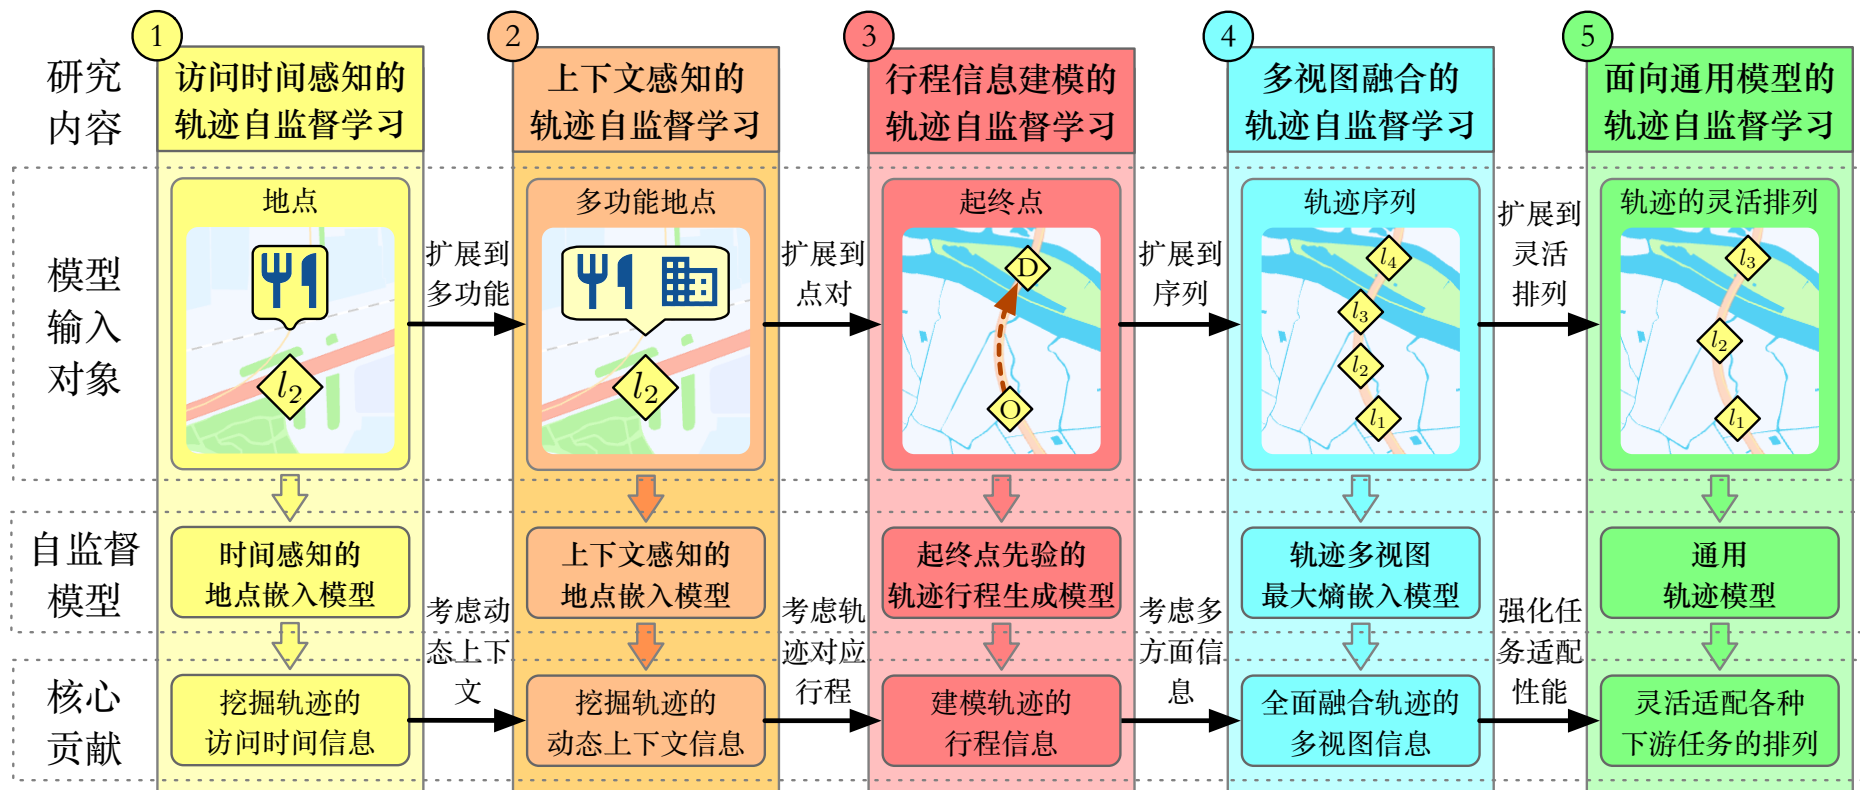 1
2
3
4
5
研究
内容
访问时间感知的
轨迹自监督学习
上下文感知的
轨迹自监督学习
行程信息建模的
轨迹自监督学习
多视图融合的
轨迹自监督学习
面向通用模型的
轨迹自监督学习
模型
输入
对象
地点
l2
扩展到
多功能
多功能地点
l2
扩展到
点对
起终点
D
O
扩展到
序列
轨迹序列
l4
l3
l2
l1
扩展到
灵活
排列
轨迹的灵活排列
l3
l2
l1
自监督
模型
时间感知的
地点嵌入模型
上下文感知的
地点嵌入模型
起终点先验的
轨迹行程生成模型
轨迹多视图
最大熵嵌入模型
通用
轨迹模型
核心
贡献
挖掘轨迹的
访问时间信息
考虑动
态上下
文
挖掘轨迹的
动态上下文信息
考虑轨
迹对应
行程
建模轨迹的
行程信息
考虑多
方面信
息
全面融合轨迹的
多视图信息
强化任
务适配
性能
灵活适配各种
下游任务的排列